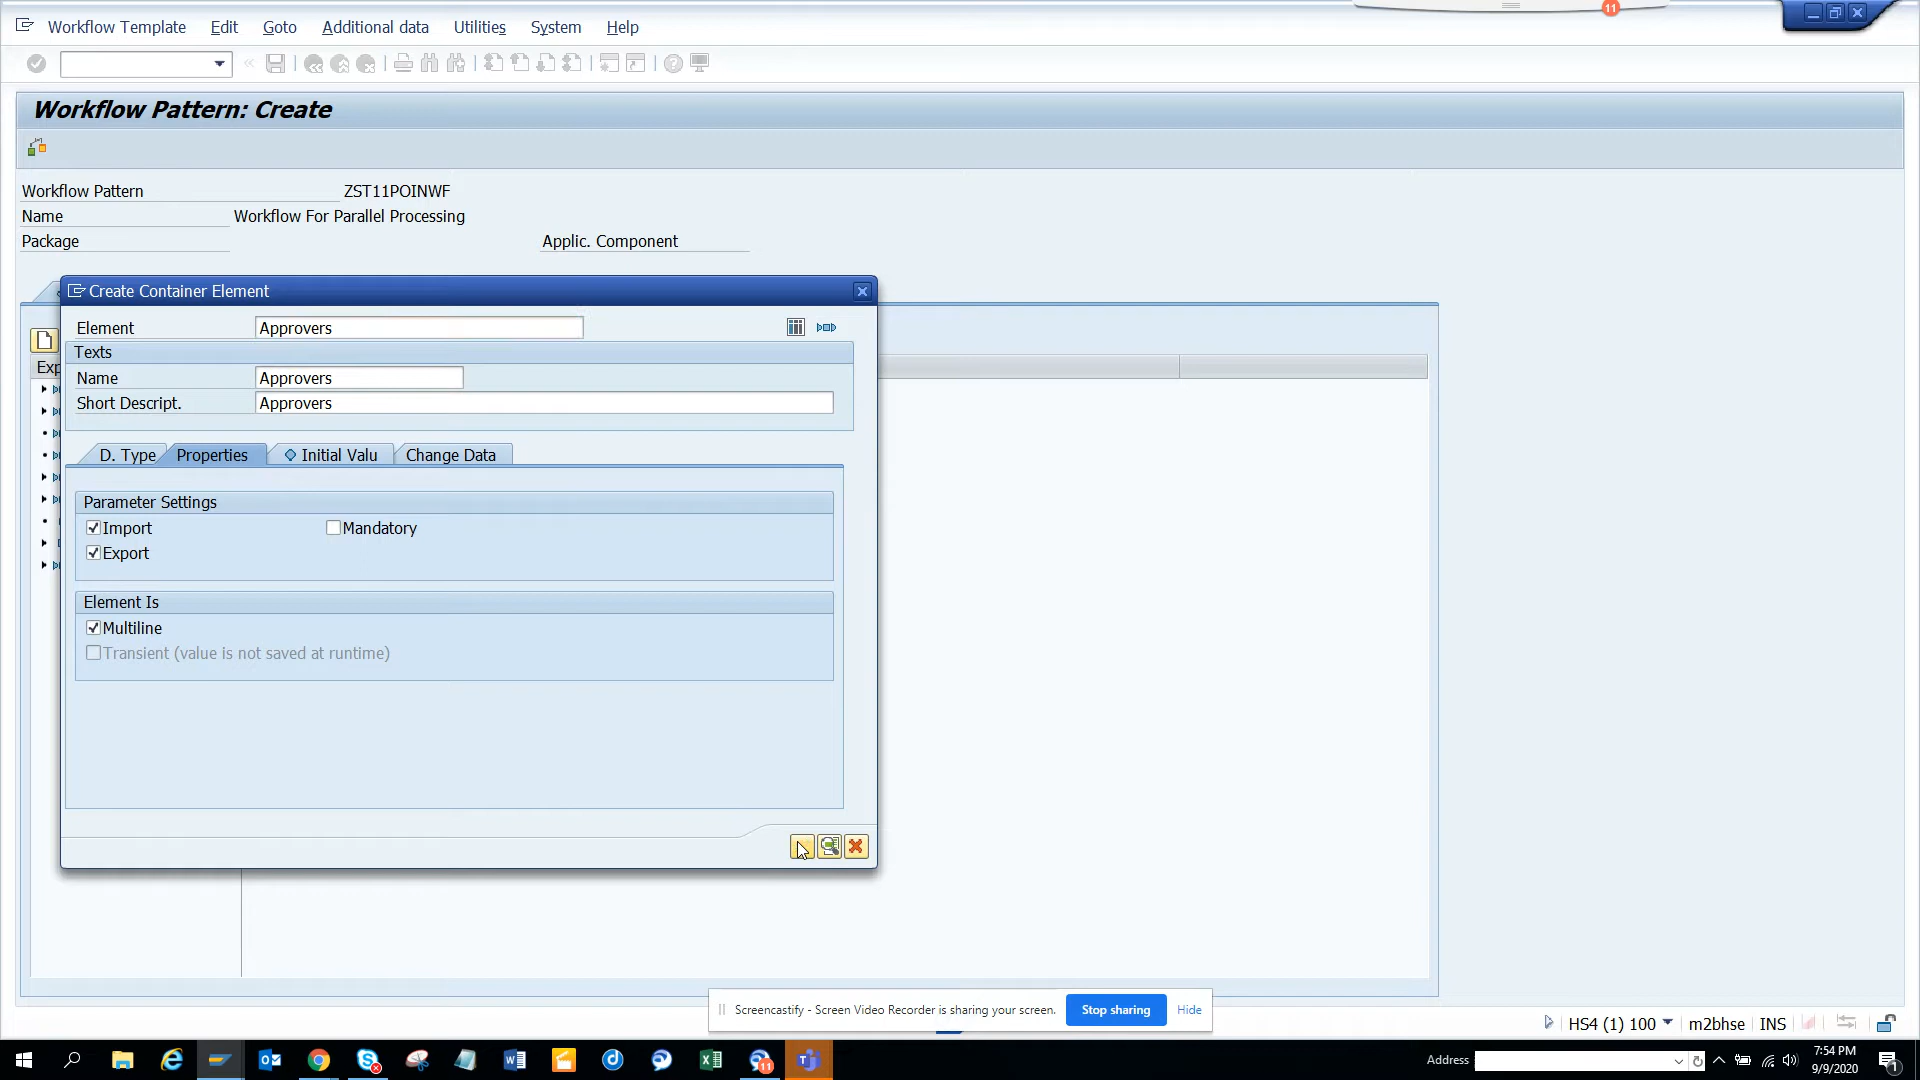 Workflow Template Edit Goto Additional data Utilities System Help
11
Workflow Pattern: Create
Workflow Pattern ZST11POINWF
Name Workflow For Parallel Processing
Package Applic. Component
Create Container Element
Element Approvers
Texts
Exp
Name Approvers
Short Descript. Approvers
D. Type Properties Initial Valu Change Data
Parameter Settings
Import Mandatory
Export
Element Is
Multiline
Transient (value is not saved at runtime)
Screencastify - Screen Video Recorder is sharing your screen. Stop sharing Hide
HS4 (1) 100 m2bhse INS
Address 7:54 PM
9/9/2020
11
1